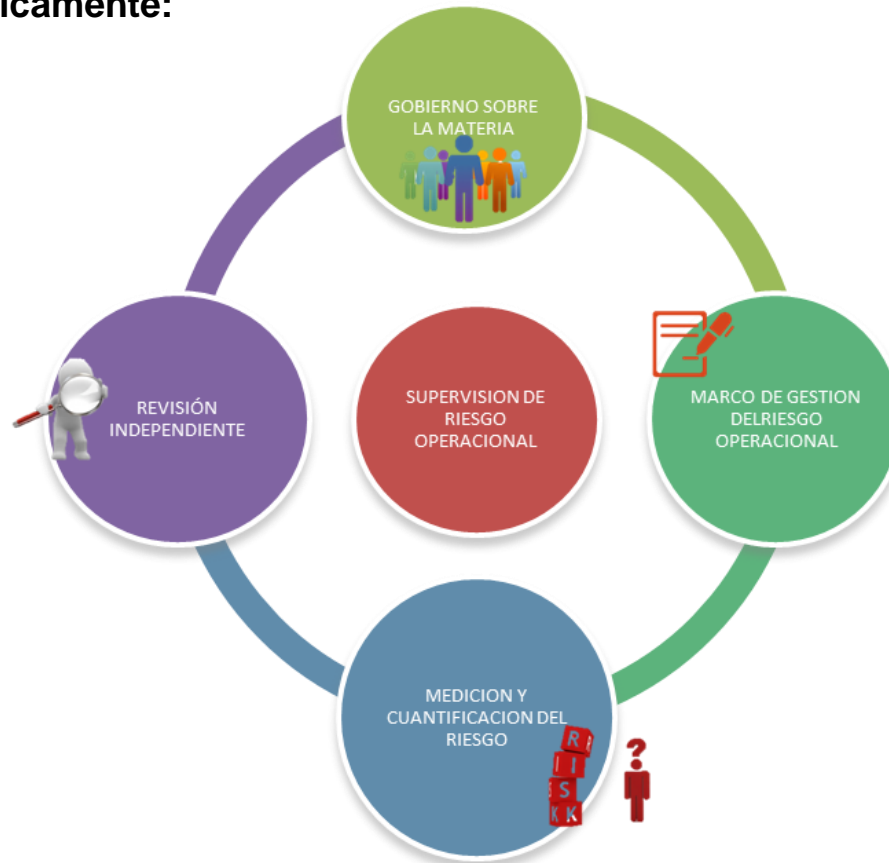 icamente:
GOBIERNO SOBRE
LA MATERIA
REVISIÓN
INDEPENDIENTE
SUPERVISION DE
RIESGO
OPERACIONAL
MARCO DE GESTION
DELRIESGO
OPERACIONAL
MEDICION Y
CUANTIFICACION DEL
RIESGO
R
I
S
K K
?